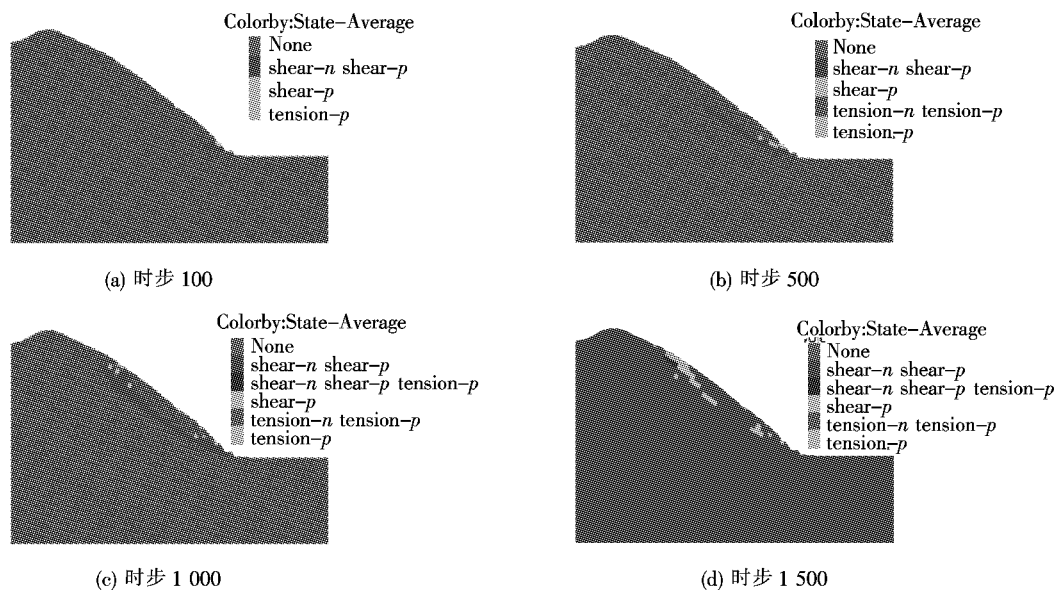 Colorby:State-Average
None
shear-n shear-p
shear-p
tension-p
(a) 时步 100
Colorby:State-Average
None
shear-n shear-p
shear-p
tension-n tension-p
tension-p
(b) 时步 500
Colorby:State-Average
None
shear-n shear-p
shear-n shear-p tension-p
shear-p
tension-n tension-p
tension-p
(c) 时步 1 000
Colorby:State-Average
None
shear-n shear-p
shear-n shear-p tension-p
shear-p
tension-n tension-p
tension-p
(d) 时步 1 500